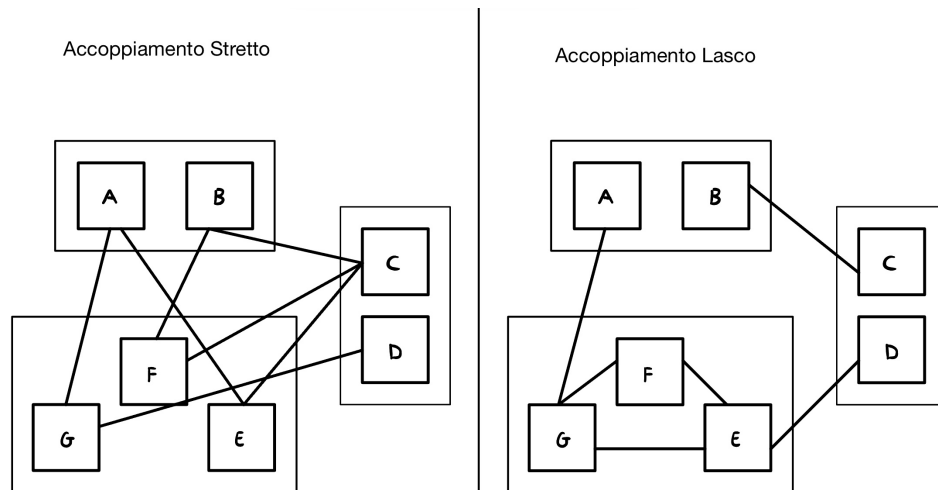 Accoppiamento Stretto
A
B
C
D
F
G
E
Accoppiamento Lasco
A
B
C
D
F
G
E